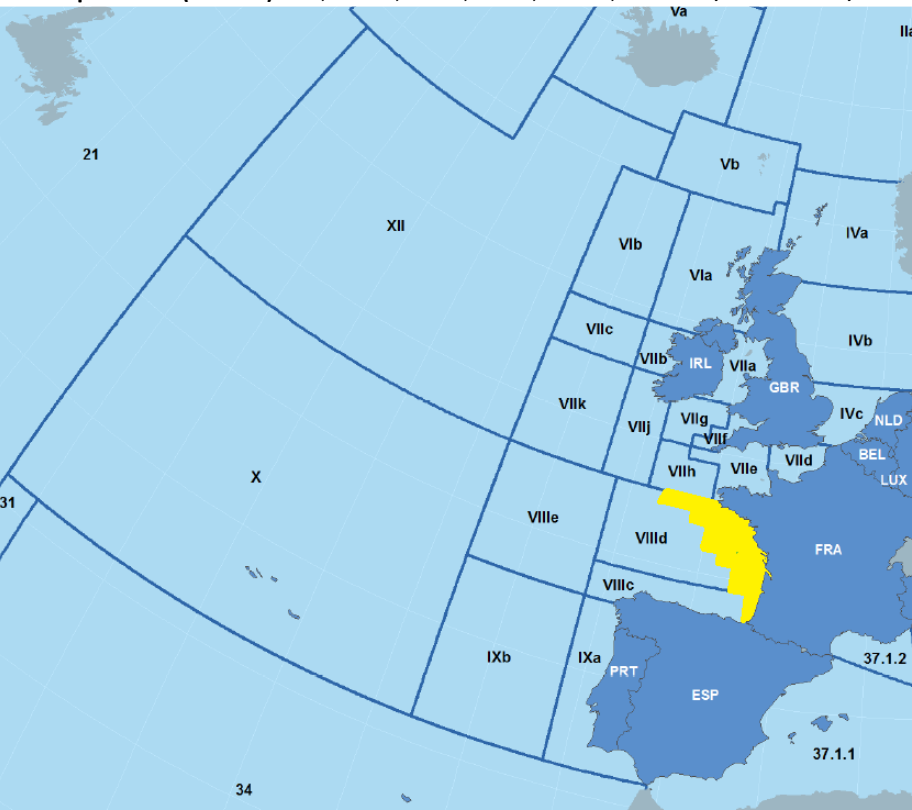 Va
IIa
21
Vb
XII
IVa
VIb
VIa
VIIc
IVb
VIIb
IRL
VIIa
GBR
VIIk
IVc
VIIj
VIIg
NLD
VIIf
BEL
VIId
VIIh
VIIe
LUX
X
31
VIIIe
VIIId
FRA
VIIIc
IXb
IXa
37.1.2
PRT
ESP
37.1.1
34